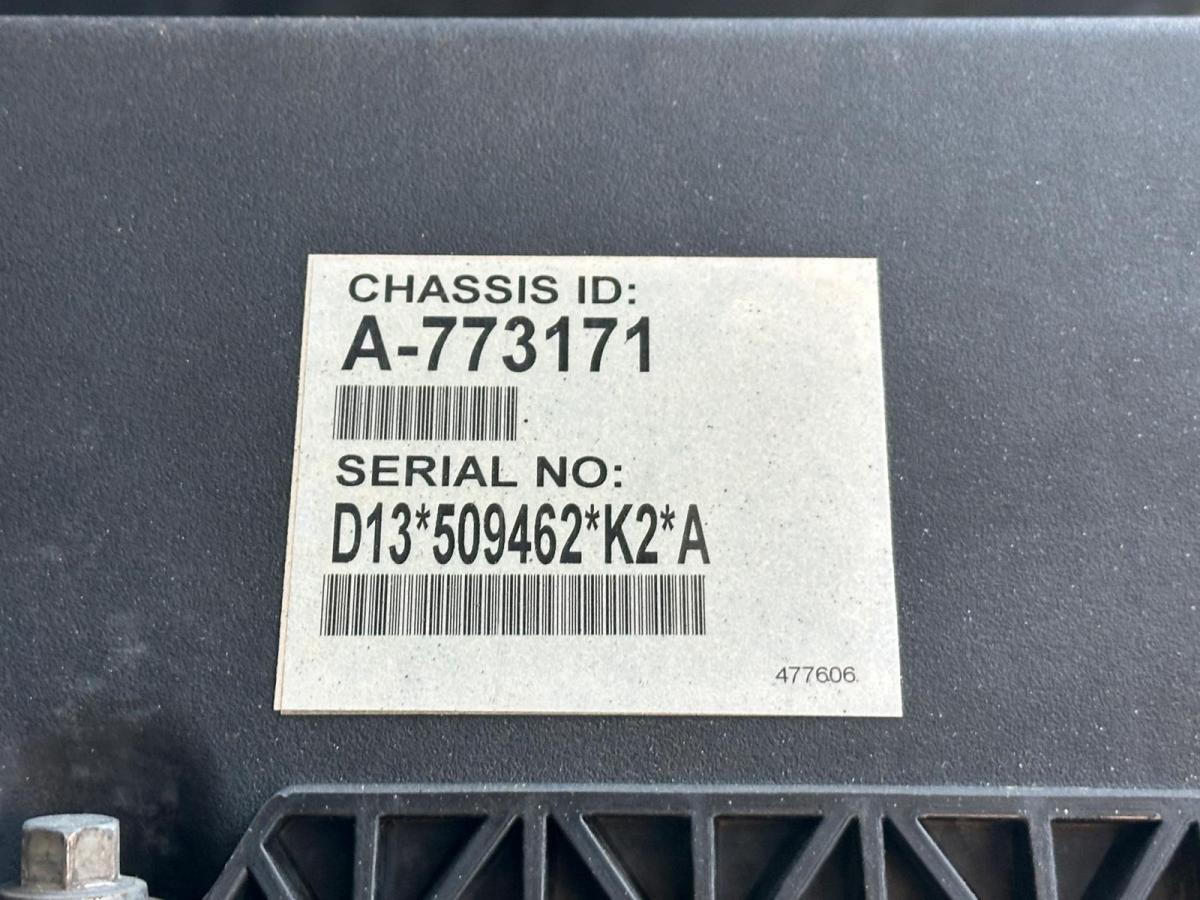 CHASSIS ID:
A-773171
SERIAL NO:
D13*509462*K2*A
477606